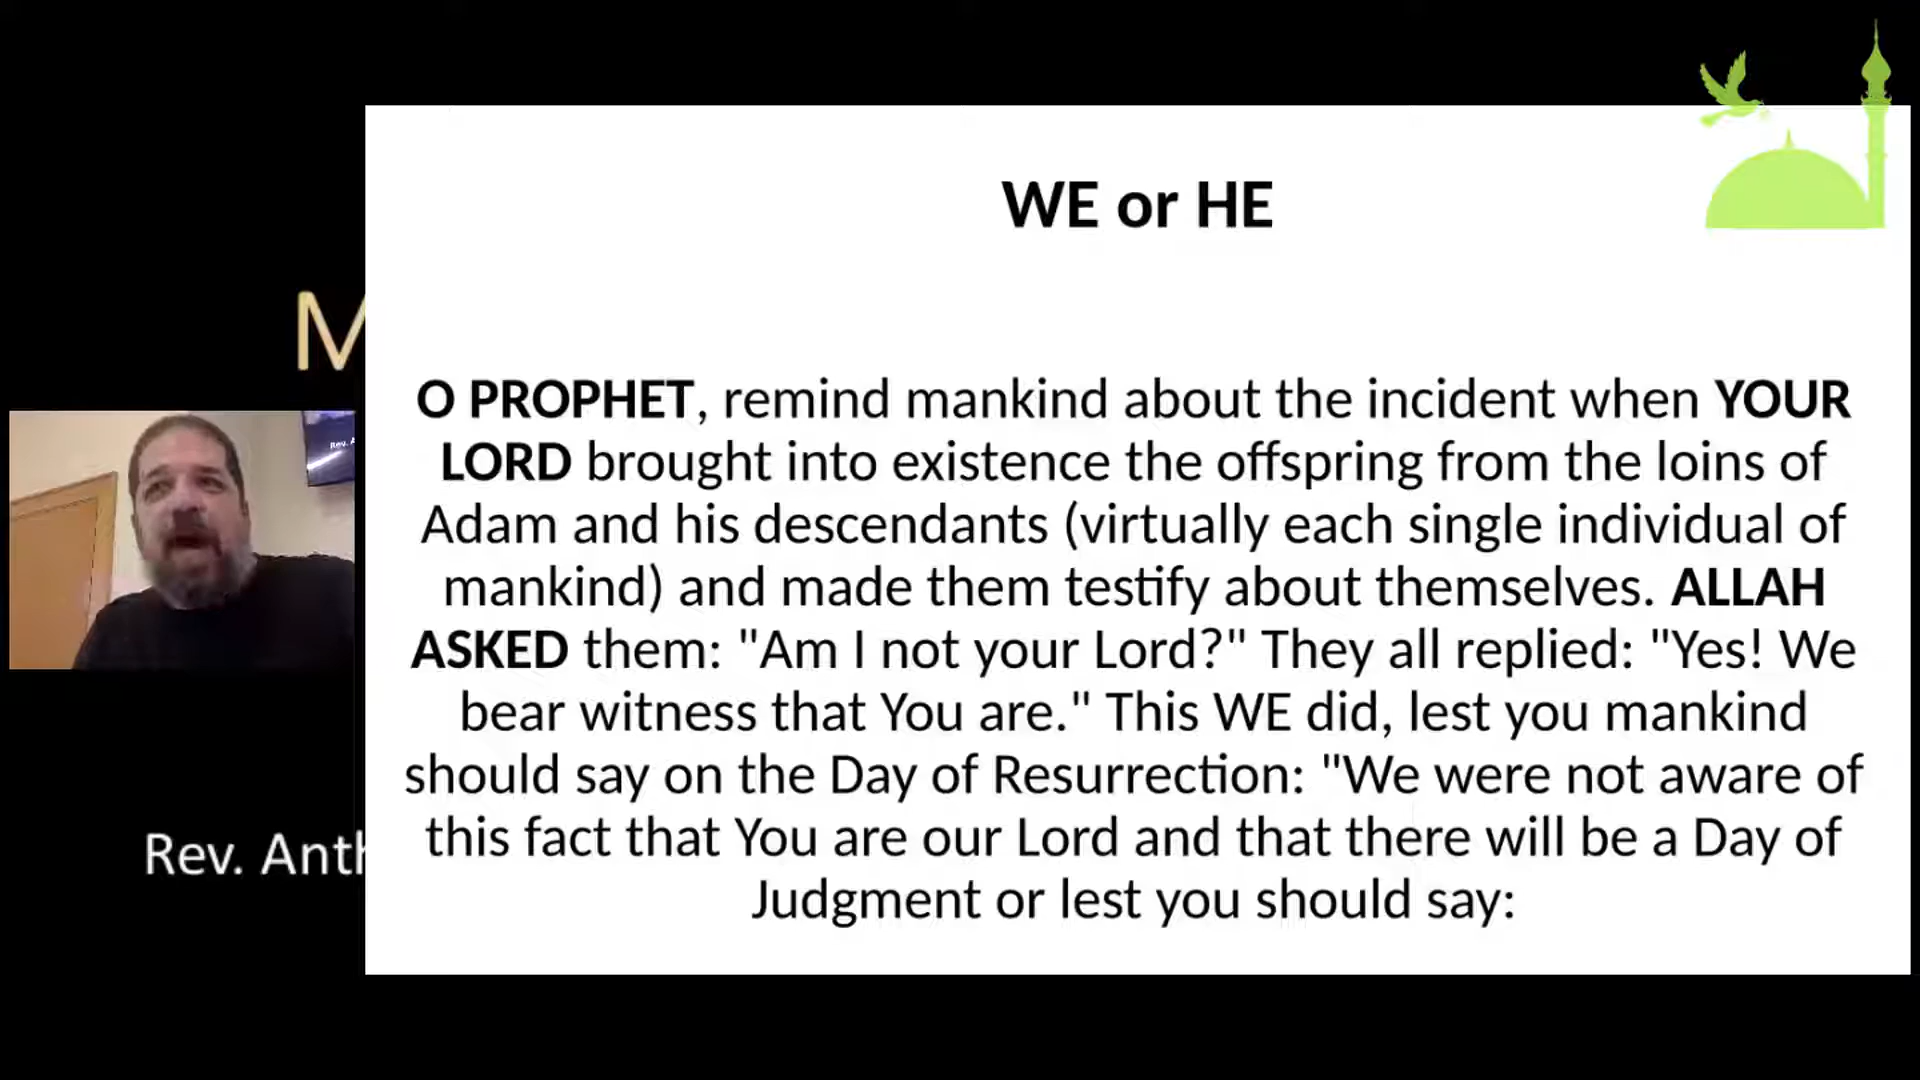 WE or HE
O PROPHET, remind mankind about the incident when YOUR
LORD brought into existence the offspring from the loins of
Adam and his descendants (virtually each single individual of
mankind) and made them testify about themselves. ALLAH
ASKED them: "Am I not your Lord?" They all replied: "Yes! We
bear witness that You are." This WE did, lest you mankind
should say on the Day of Resurrection: "We were not aware of
this fact that You are our Lord and that there will be a Day of
Judgment or lest you should say:
M
Rev. A
Rev. Anth